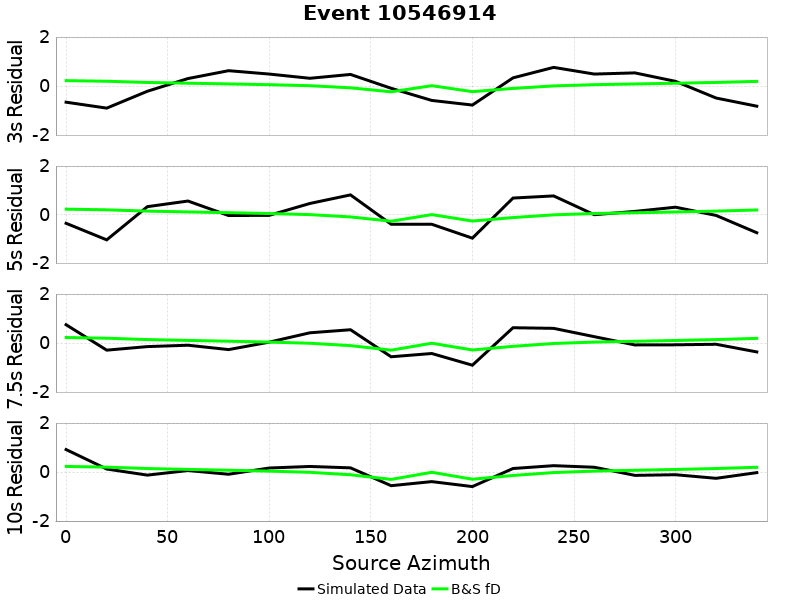 Event 10546914
3s Residual
2
0
-2
5s Residual
2
0
-2
7.5s Residual
2
0
-2
10s Residual
2
0
-2
0 50 100 150 200 250 300
Source Azimuth
Simulated Data B&S fD